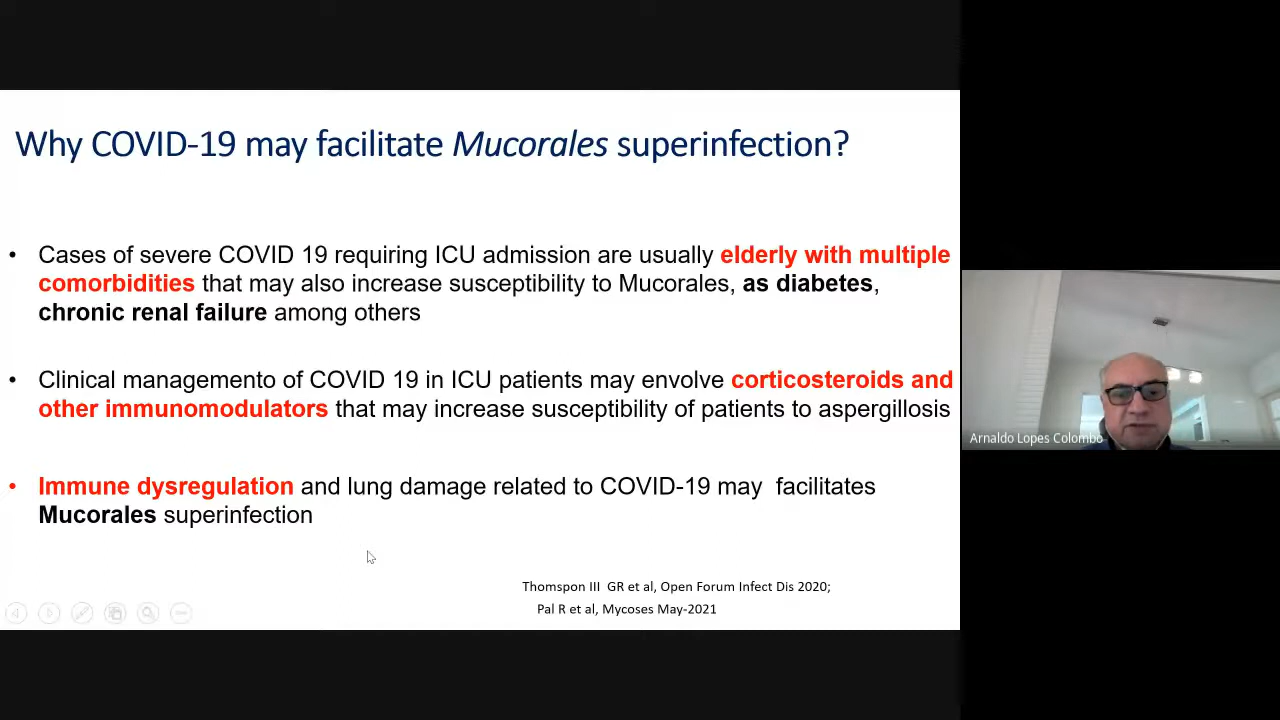 Why COVID-19 may facilitate Mucorales superinfection?
• Cases of severe COVID 19 requiring ICU admission are usually elderly with multiple
comorbidities that may also increase susceptibility to Mucorales, as diabetes,
chronic renal failure among others
• Clinical managemento of COVID 19 in ICU patients may envolve corticosteroids and
other immunomodulators that may increase susceptibility of patients to aspergillosis
• Immune dysregulation and lung damage related to COVID-19 may facilitates
Mucorales superinfection
Thomspon III GR et al, Open Forum Infect Dis 2020;
Pal R et al, Mycoses May-2021
Arnaldo Lopes Colombo